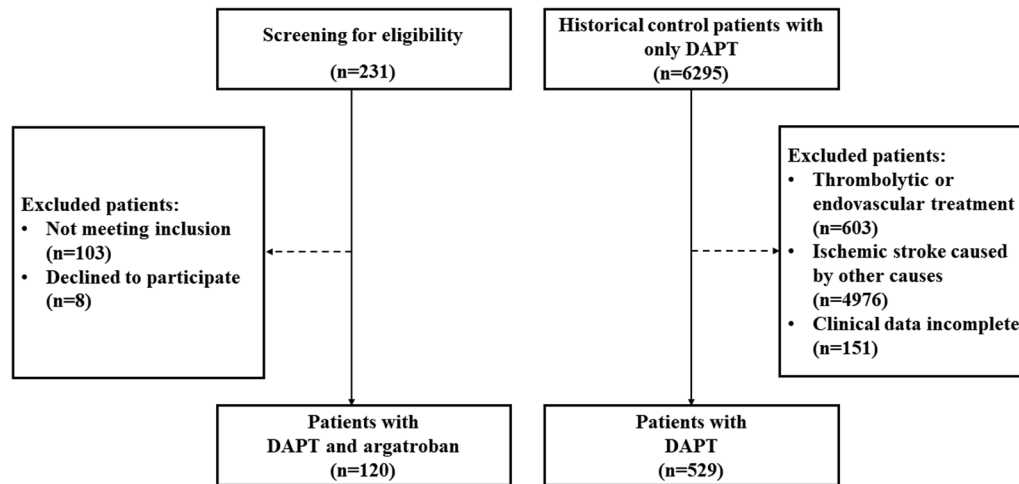 Screening for eligibility
(n=231)
Historical control patients with
only DAPT
(n=6295)
Excluded patients:
• Not meeting inclusion
(n=103)
• Declined to participate
(n=8)
Excluded patients:
• Thrombolytic or
endovascular treatment
(n=603)
• Ischemic stroke caused
by other causes
(n=4976)
• Clinical data incomplete
(n=151)
Patients with
DAPT and argatroban
(n=120)
Patients with
DAPT
(n=529)